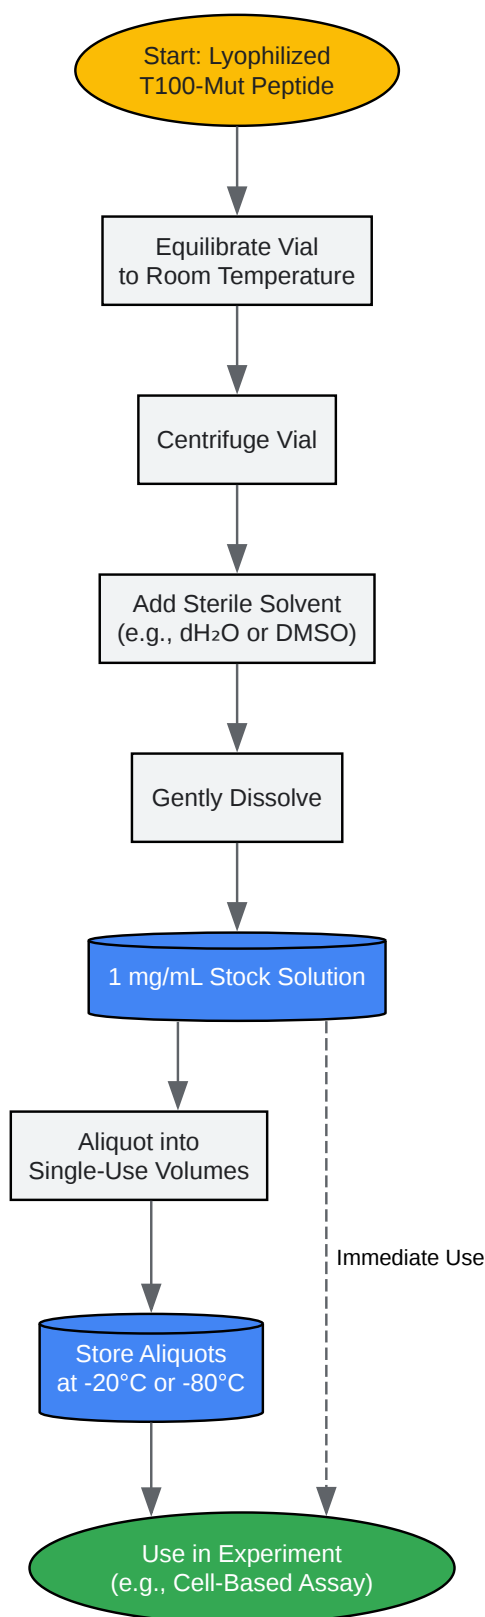 Start: Lyophilized
T100-Mut Peptide
Equilibrate Vial
to Room Temperature
Centrifuge Vial
Add Sterile Solvent
(e.g., dH₂O or DMSO)
Gently Dissolve
1 mg/mL Stock Solution
Aliquot into
Single-Use Volumes
Immediate Use
Store Aliquots
at -20°C or -80°C
Use in Experiment
(e.g., Cell-Based Assay)